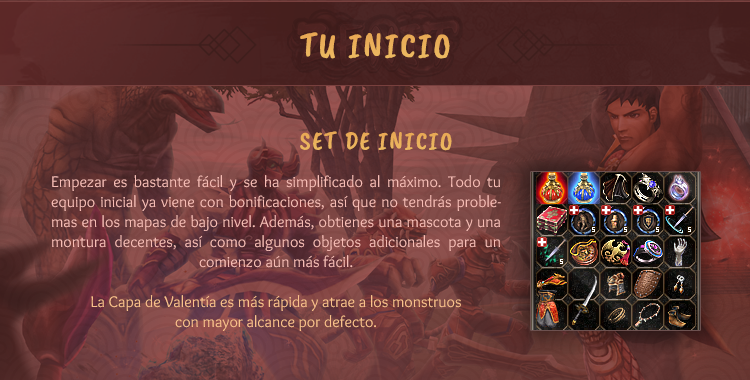 TU INICIO
SET DE INICIO
Empezar es bastante fácil y se ha simplificado al máximo. Todo tu
equipo inicial ya viene con bonificaciones, así que no tendrás proble-
mas en los mapas de bajo nivel. Además, obtienes una mascota y una
montura decentes, así como algunos objetos adicionales para un
comienzo aún más fácil.
La Capa de Valentía es más rápida y atrae a los monstruos
con mayor alcance por defecto.
5 5 5 5
5